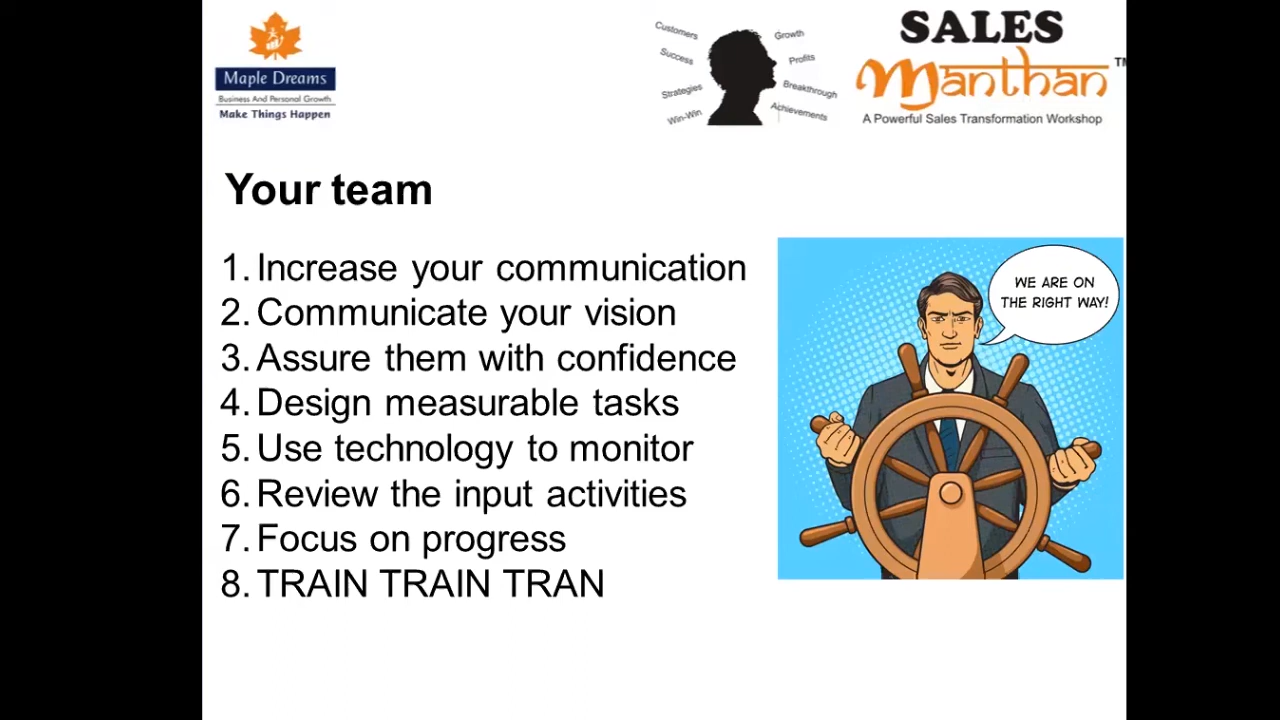 Maple Dreams
Business And Personal Growth
Make Things Happen
Customers
Success
Strategies
Win-Win
Growth
Profits
Breakthrough
Achievements
SALES
Manthan TM
A Powerful Sales Transformation Workshop
Your team
1. Increase your communication
2. Communicate your vision
3. Assure them with confidence
4. Design measurable tasks
5. Use technology to monitor
6. Review the input activities
7. Focus on progress
8. TRAIN TRAIN TRAN
WE ARE ON
THE RIGHT WAY!